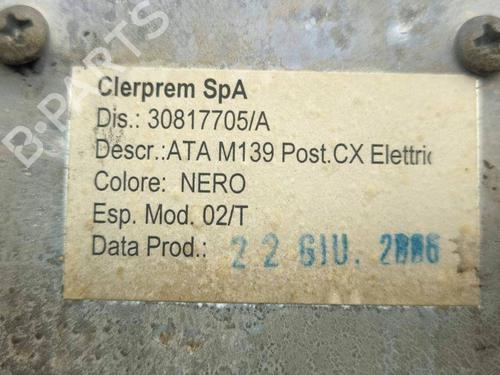 Clerprem SpA
Dis.: 30817705/A
Descr.:ATA M139 Post.CX Elettric
Colore: NERO
Esp. Mod. 02/T
Data Prod.: 22 GIU. 2006
B-PARTS